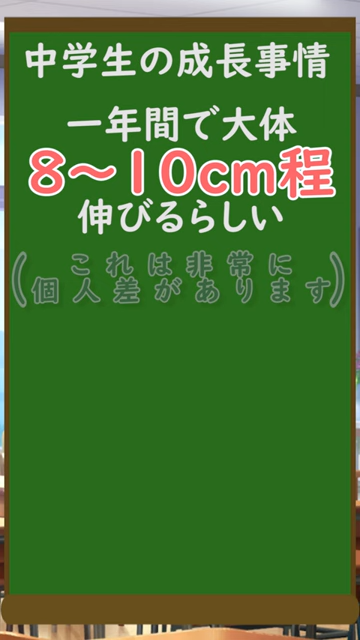 中学生の成長事情
一年間で大体
8〜10cm程
伸びるらしい
(これは非常に
個人差があります)